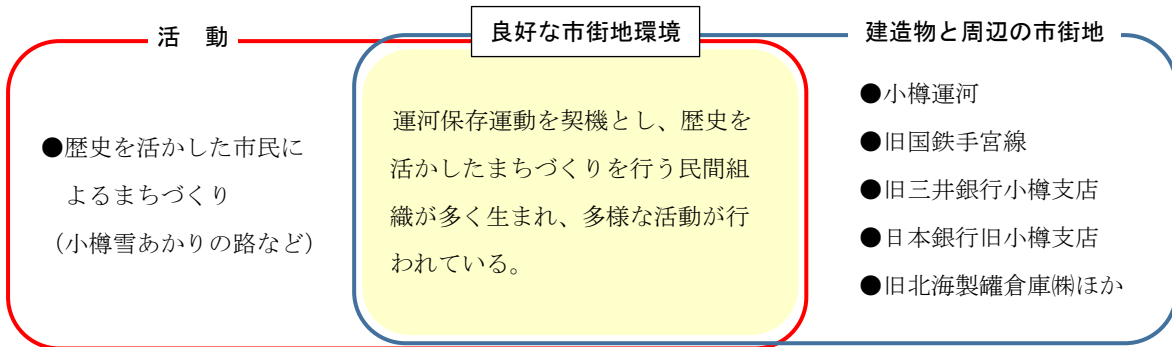 活　動
●歴史を活かした市民に
よるまちづくり
（小樽雪あかりの路など）
良好な市街地環境
運河保存運動を契機とし、歴史を
活かしたまちづくりを行う民間組
織が多く生まれ、多様な活動が行
われている。
建造物と周辺の市街地
●小樽運河
●旧国鉄手宮線
●旧三井銀行小樽支店
●日本銀行旧小樽支店
●旧北海製罐倉庫㈱ほか